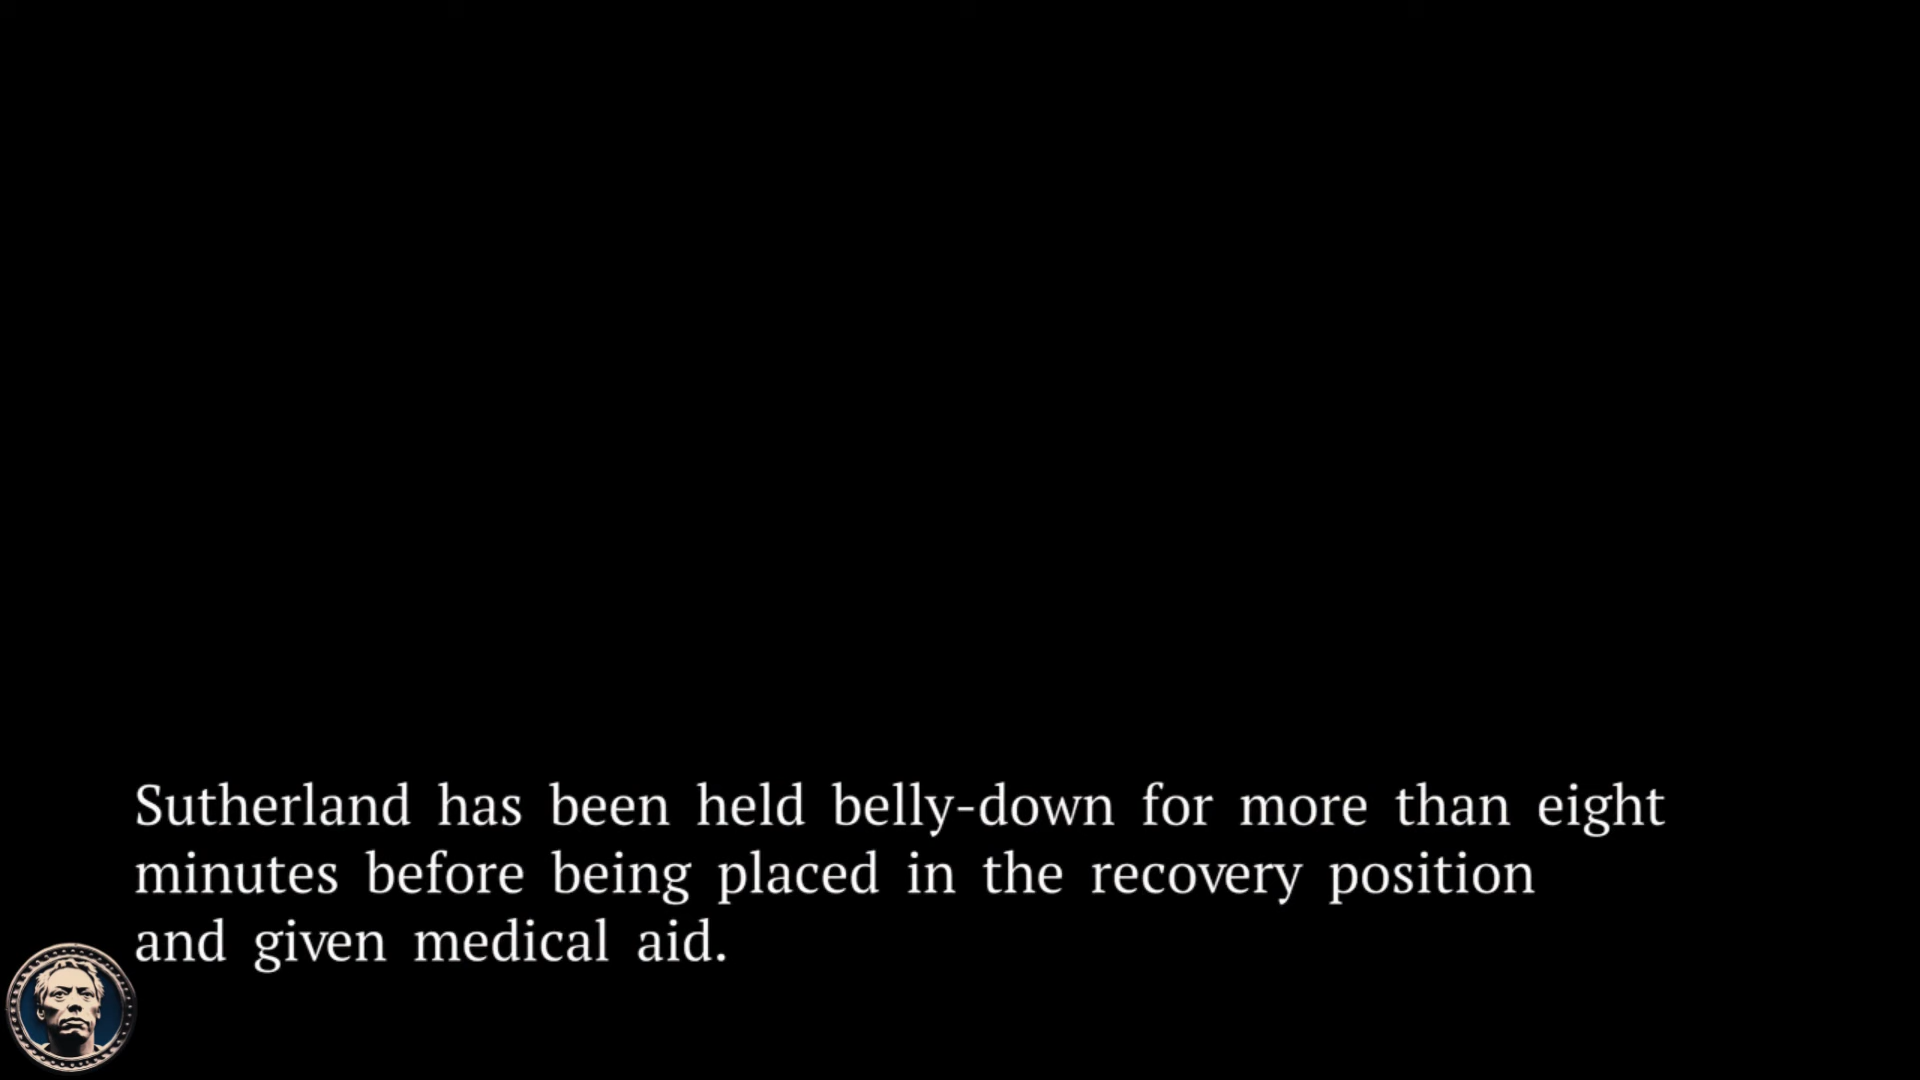 Sutherland has been held belly-down for more than eight
minutes before being placed in the recovery position
and given medical aid.